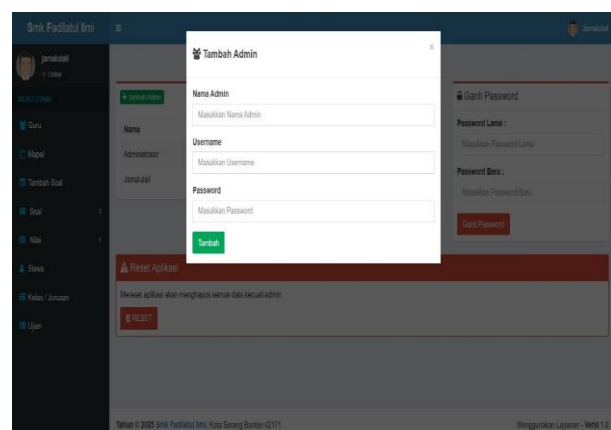 Smk Fadilatul Ilmi
jamalulail
Online
MENU UTAMA
Guru
Mapel
Tambah Soal
Soal
Nilai
Siswa
Kelas / Jurusan
Ujian
Tambah Admin
Nama
Administrator
Jamalulail
Tambah Admin
×
Nama Admin
Masukkan Nama Admin
Username
Masukkan Username
Password
Masukkan Password
Tambah
Jamalulail
Ganti Password
Password Lama :
Masukkan Password Lama
Password Baru :
Masukkan Password Baru
Ganti Password
Reset Aplikasi
Mereset aplikasi akan menghapus semua data kecuali admin.
RESET
Tahun © 2025 Smk Fadilatul Ilmi, Kota Serang Banten 42171.
Menggunakan Layanan - Versi 1.0